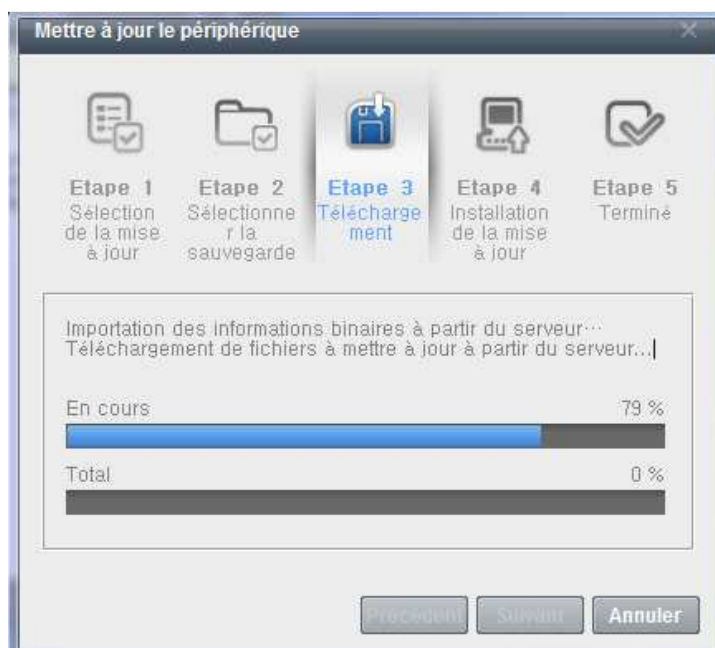 Mettre à jour le périphérique
Etape 1
Sélection
de la mise
à jour
Etape 2
Sélectionne
r la
sauvegarde
Etape 3
Télécharge
ment
Etape 4
Installation
de la mise
à jour
Etape 5
Terminé
Importation des informations binaires à partir du serveur...
Téléchargement de fichiers à mettre à jour à partir du serveur...
En cours 79 %
Total 0 %
Précédent Suivant Annuler